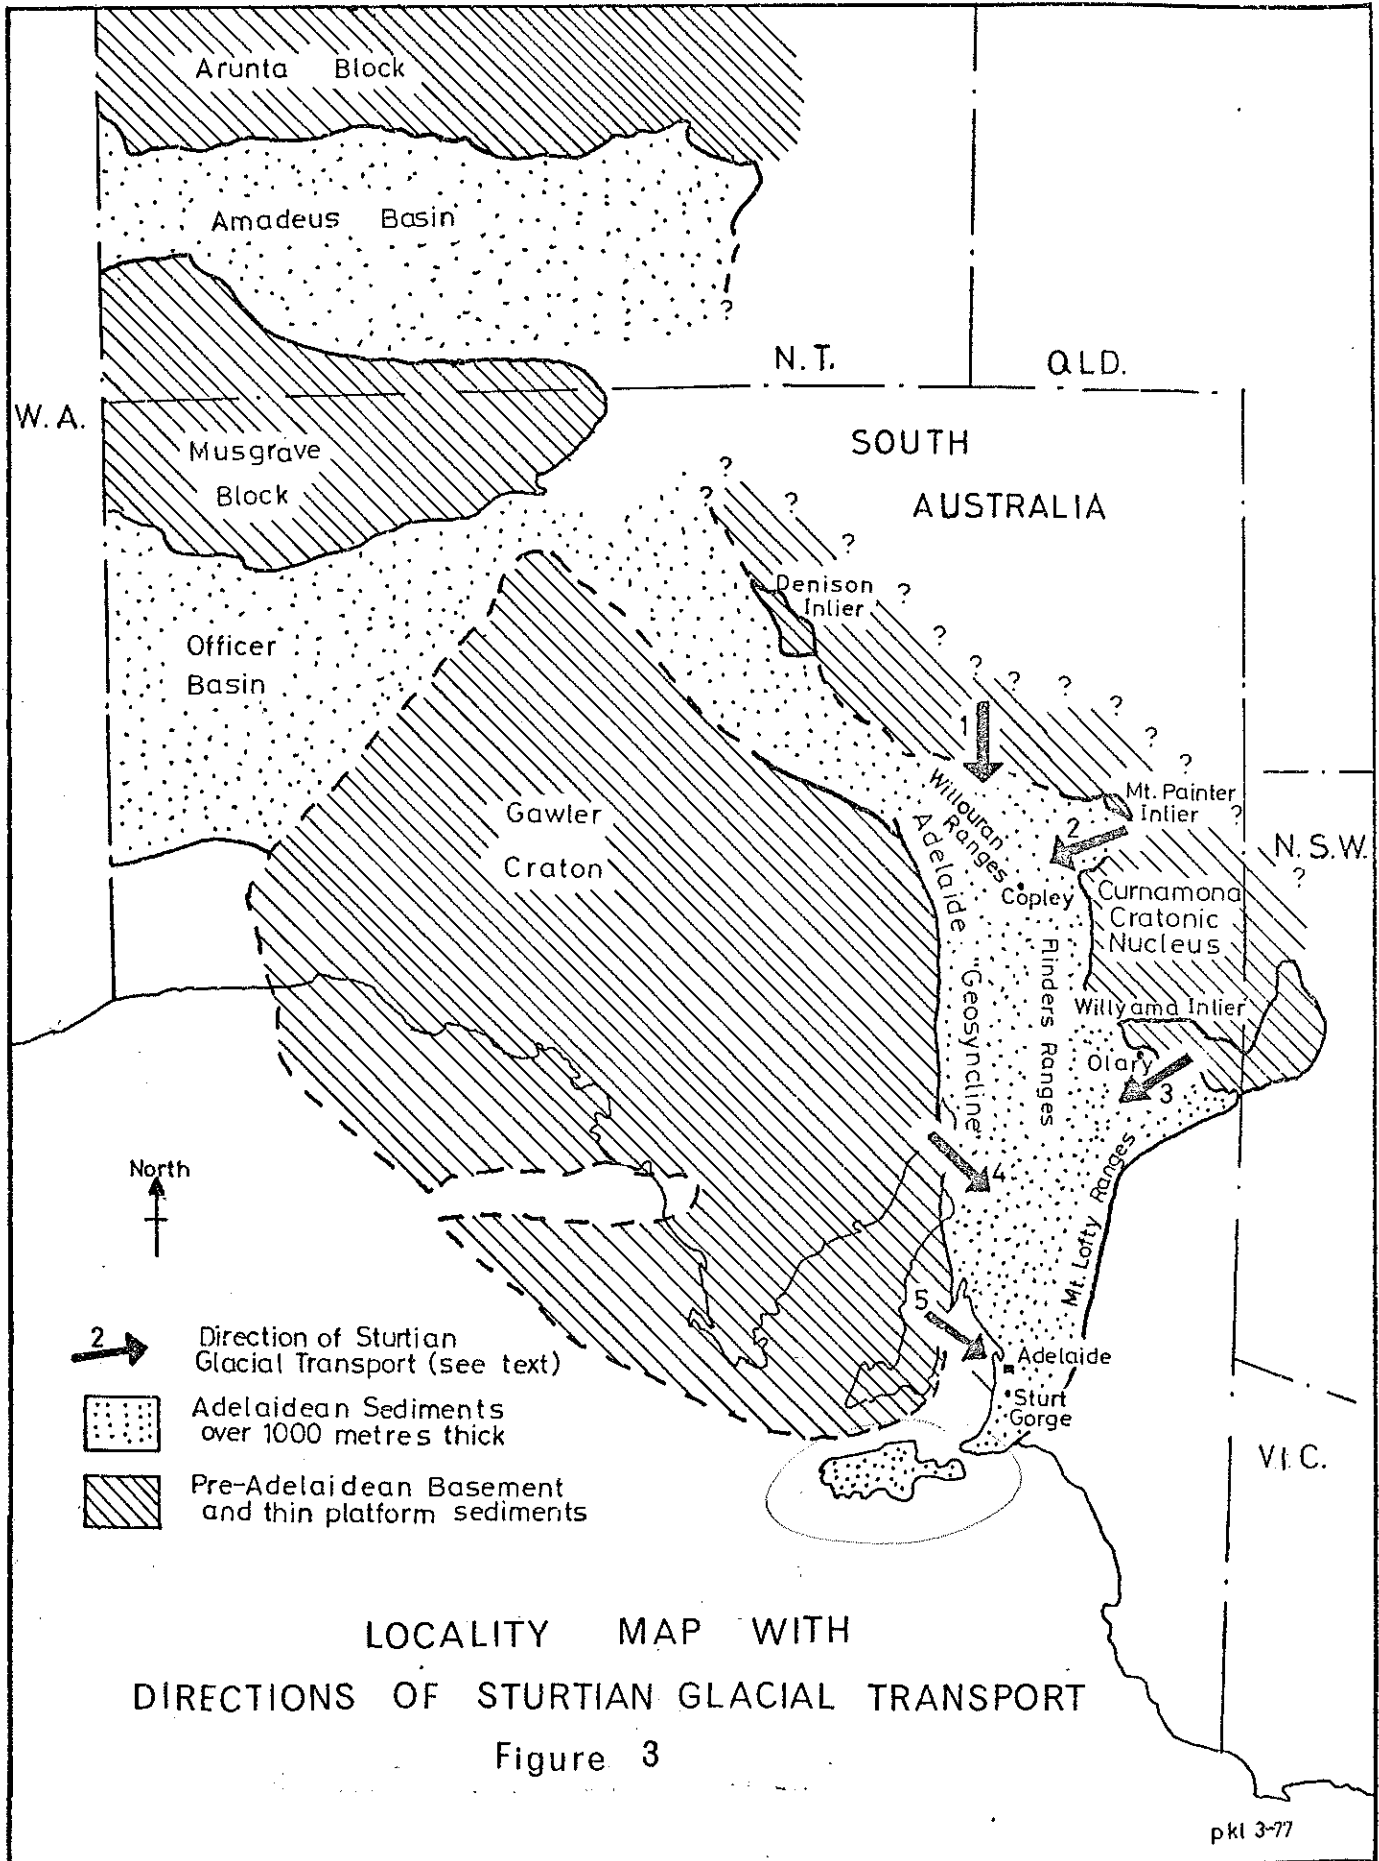 Arunta Block
Amadeus Basin
?
N.T.
QLD.
W.A.
Musgrave
Block
SOUTH
AUSTRALIA
?
?
?
?
Denison
Inlier
?
?
?
?
?
?
?
?
Officer
Basin
1
Willouran
Ranges
Mt. Painter
Inlier
?
2
Gawler
Craton
Adelaide "Geosyncline"
N.S.W.
?
Copley
Curnamona
Cratonic
Nucleus
Flinders Ranges
Willyama Inlier
Olary
3
4
Mt. Lofty Ranges
North
5
Adelaide
Sturt
Gorge
VIC.
2
Direction of Sturtian
Glacial Transport (see text)
Adelaidean Sediments
over 1000 metres thick
Pre-Adelaidean Basement
and thin platform sediments
LOCALITY MAP WITH
DIRECTIONS OF STURTIAN GLACIAL TRANSPORT
Figure 3
pkl 3-77